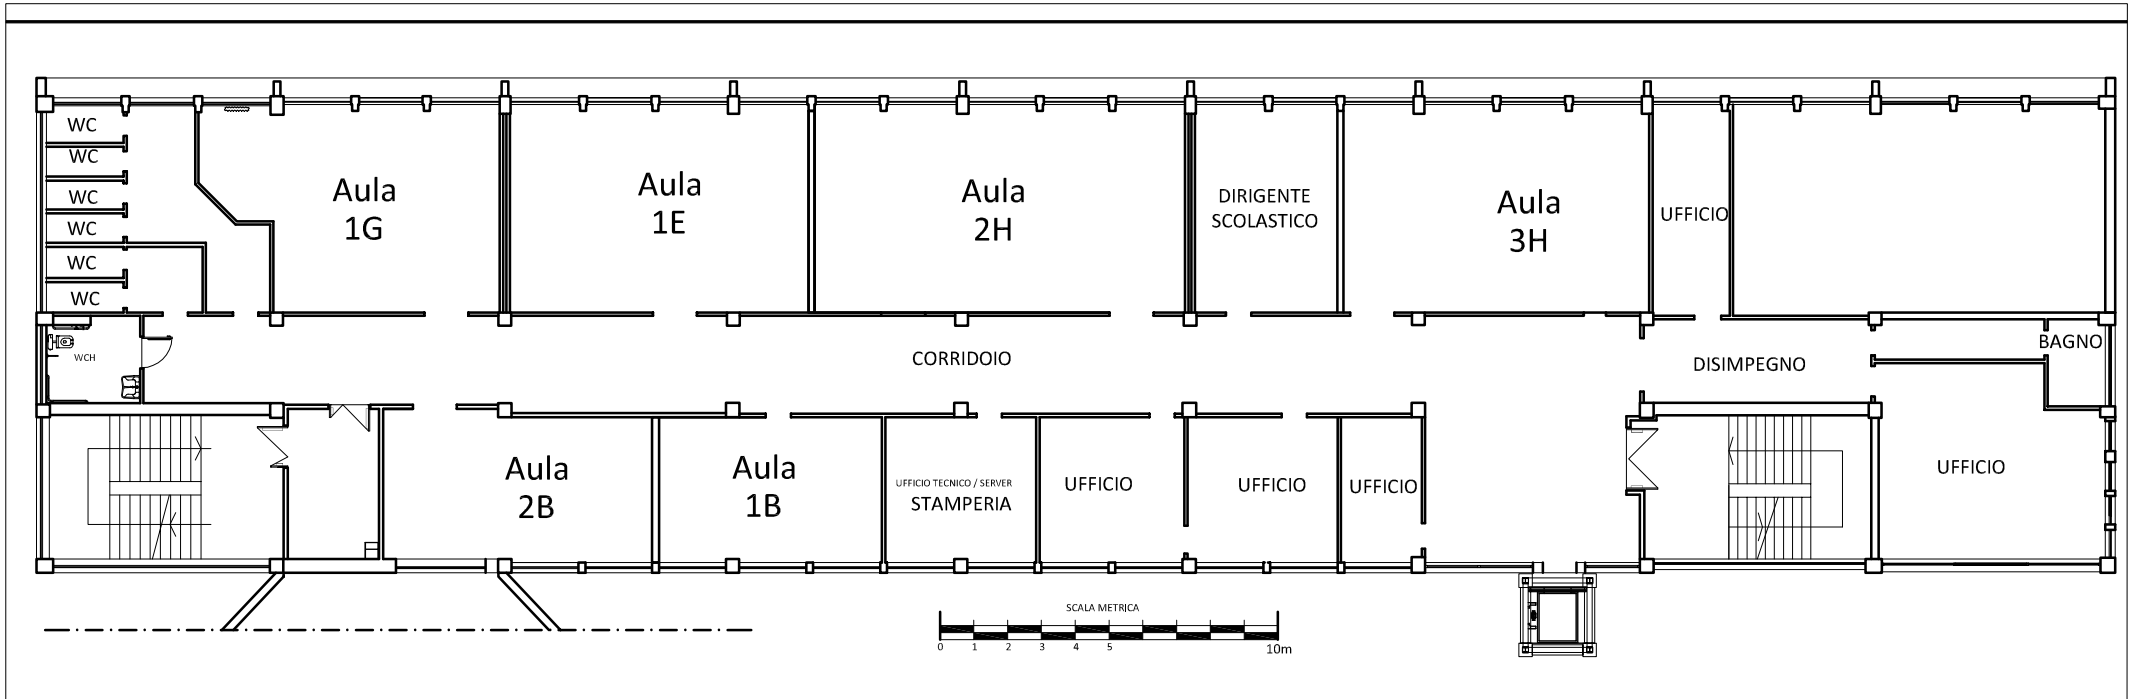 WC
WC
WC
WC
WC
WC
WCH
Aula
1G
Aula
1E
Aula
2H
DIRIGENTE
SCOLASTICO
Aula
3H
UFFICIO
CORRIDOIO
DISIMPEGNO
BAGNO
Aula
2B
Aula
1B
UFFICIO TECNICO / SERVER
STAMPERIA
UFFICIO
UFFICIO
UFFICIO
UFFICIO
SCALA METRICA
0 1 2 3 4 5 10m